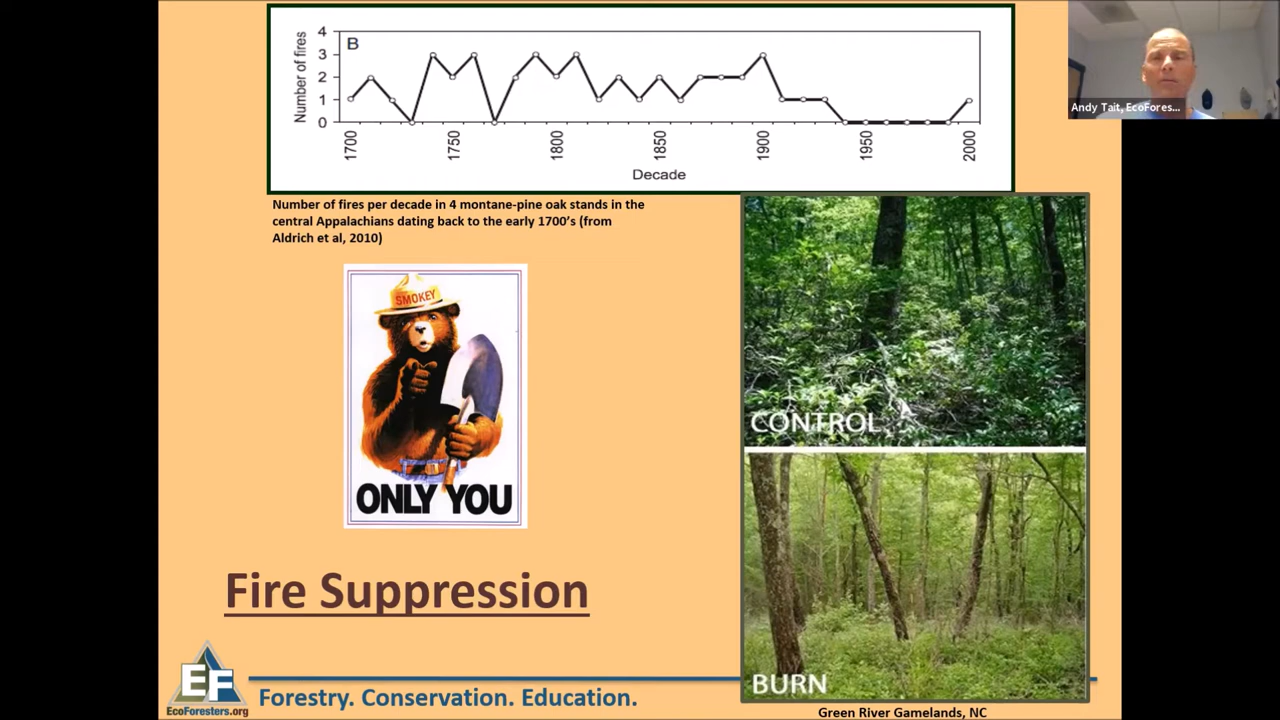 B
Number of fires
4
3
2
1
0
1700
1750
1800
1850
1900
1950
2000
Decade
Andy Tait, EcoFores...
Number of fires per decade in 4 montane-pine oak stands in the
central Appalachians dating back to the early 1700's (from
Aldrich et al, 2010)
SMOKEY
ONLY YOU
CONTROL
BURN
Fire Suppression
EF
EcoForesters.org
Forestry. Conservation. Education.
Green River Gamelands, NC